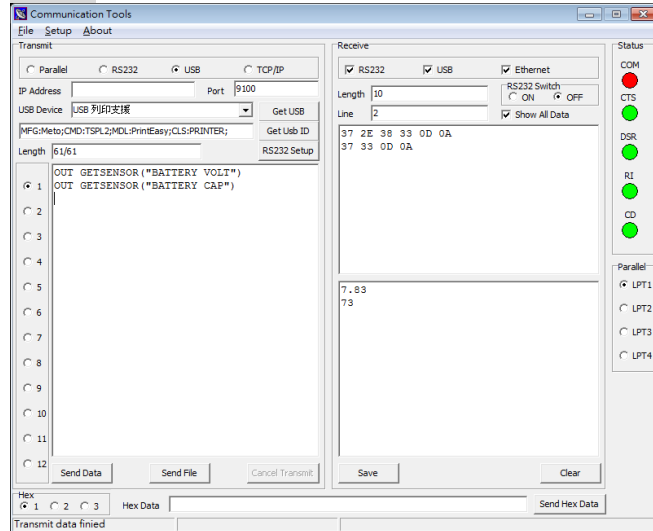 Communication Tools
File Setup About
Transmit
Parallel RS232 USB TCP/IP
IP Address Port 9100
USB Device USB 列印支援 Get USB
MFG:Meto;CMD:TSPL2;MDL:PrintEasy;CLS:PRINTER; Get Usb ID
Length 61/61 RS232 Setup
1
2
3
4
5
6
7
8
9
10
11
12
OUT GETSENSOR("BATTERY VOLT")
OUT GETSENSOR("BATTERY CAP")
Send Data Send File Cancel Transmit
Receive
RS232 USB Ethernet
Length 10
RS232 Switch
ON OFF
Line 2 Show All Data
37 2E 38 33 0D 0A
37 33 0D 0A
7.83
73
Save Clear
Status
COM
CTS
DSR
RI
CD
Parallel
LPT1
LPT2
LPT3
LPT4
Hex
1 2 3 Hex Data Send Hex Data
Transmit data finied